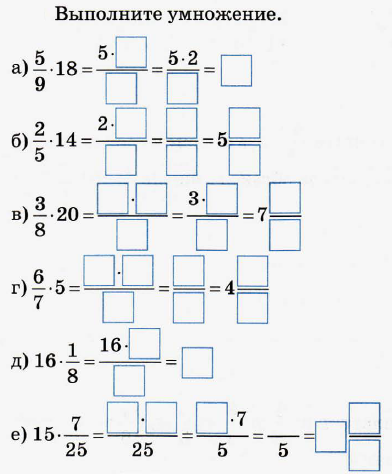 Выполните умножение.
а) 5/9 · 18 = 5 · □/□ = 5 · 2/□ = □
б) 2/5 · 14 = 2 · □/□ = □/□ = 5 □/□
в) 3/8 · 20 = □ · □/□ = 3 · □/□ = 7 □/□
г) 6/7 · 5 = □ · □/□ = □/□ = 4 □/□
д) 16 · 1/8 = 16 · □/□ = □
е) 15 · 7/25 = □ · □/25 = □ · 7/5 = /5 = □ □/□